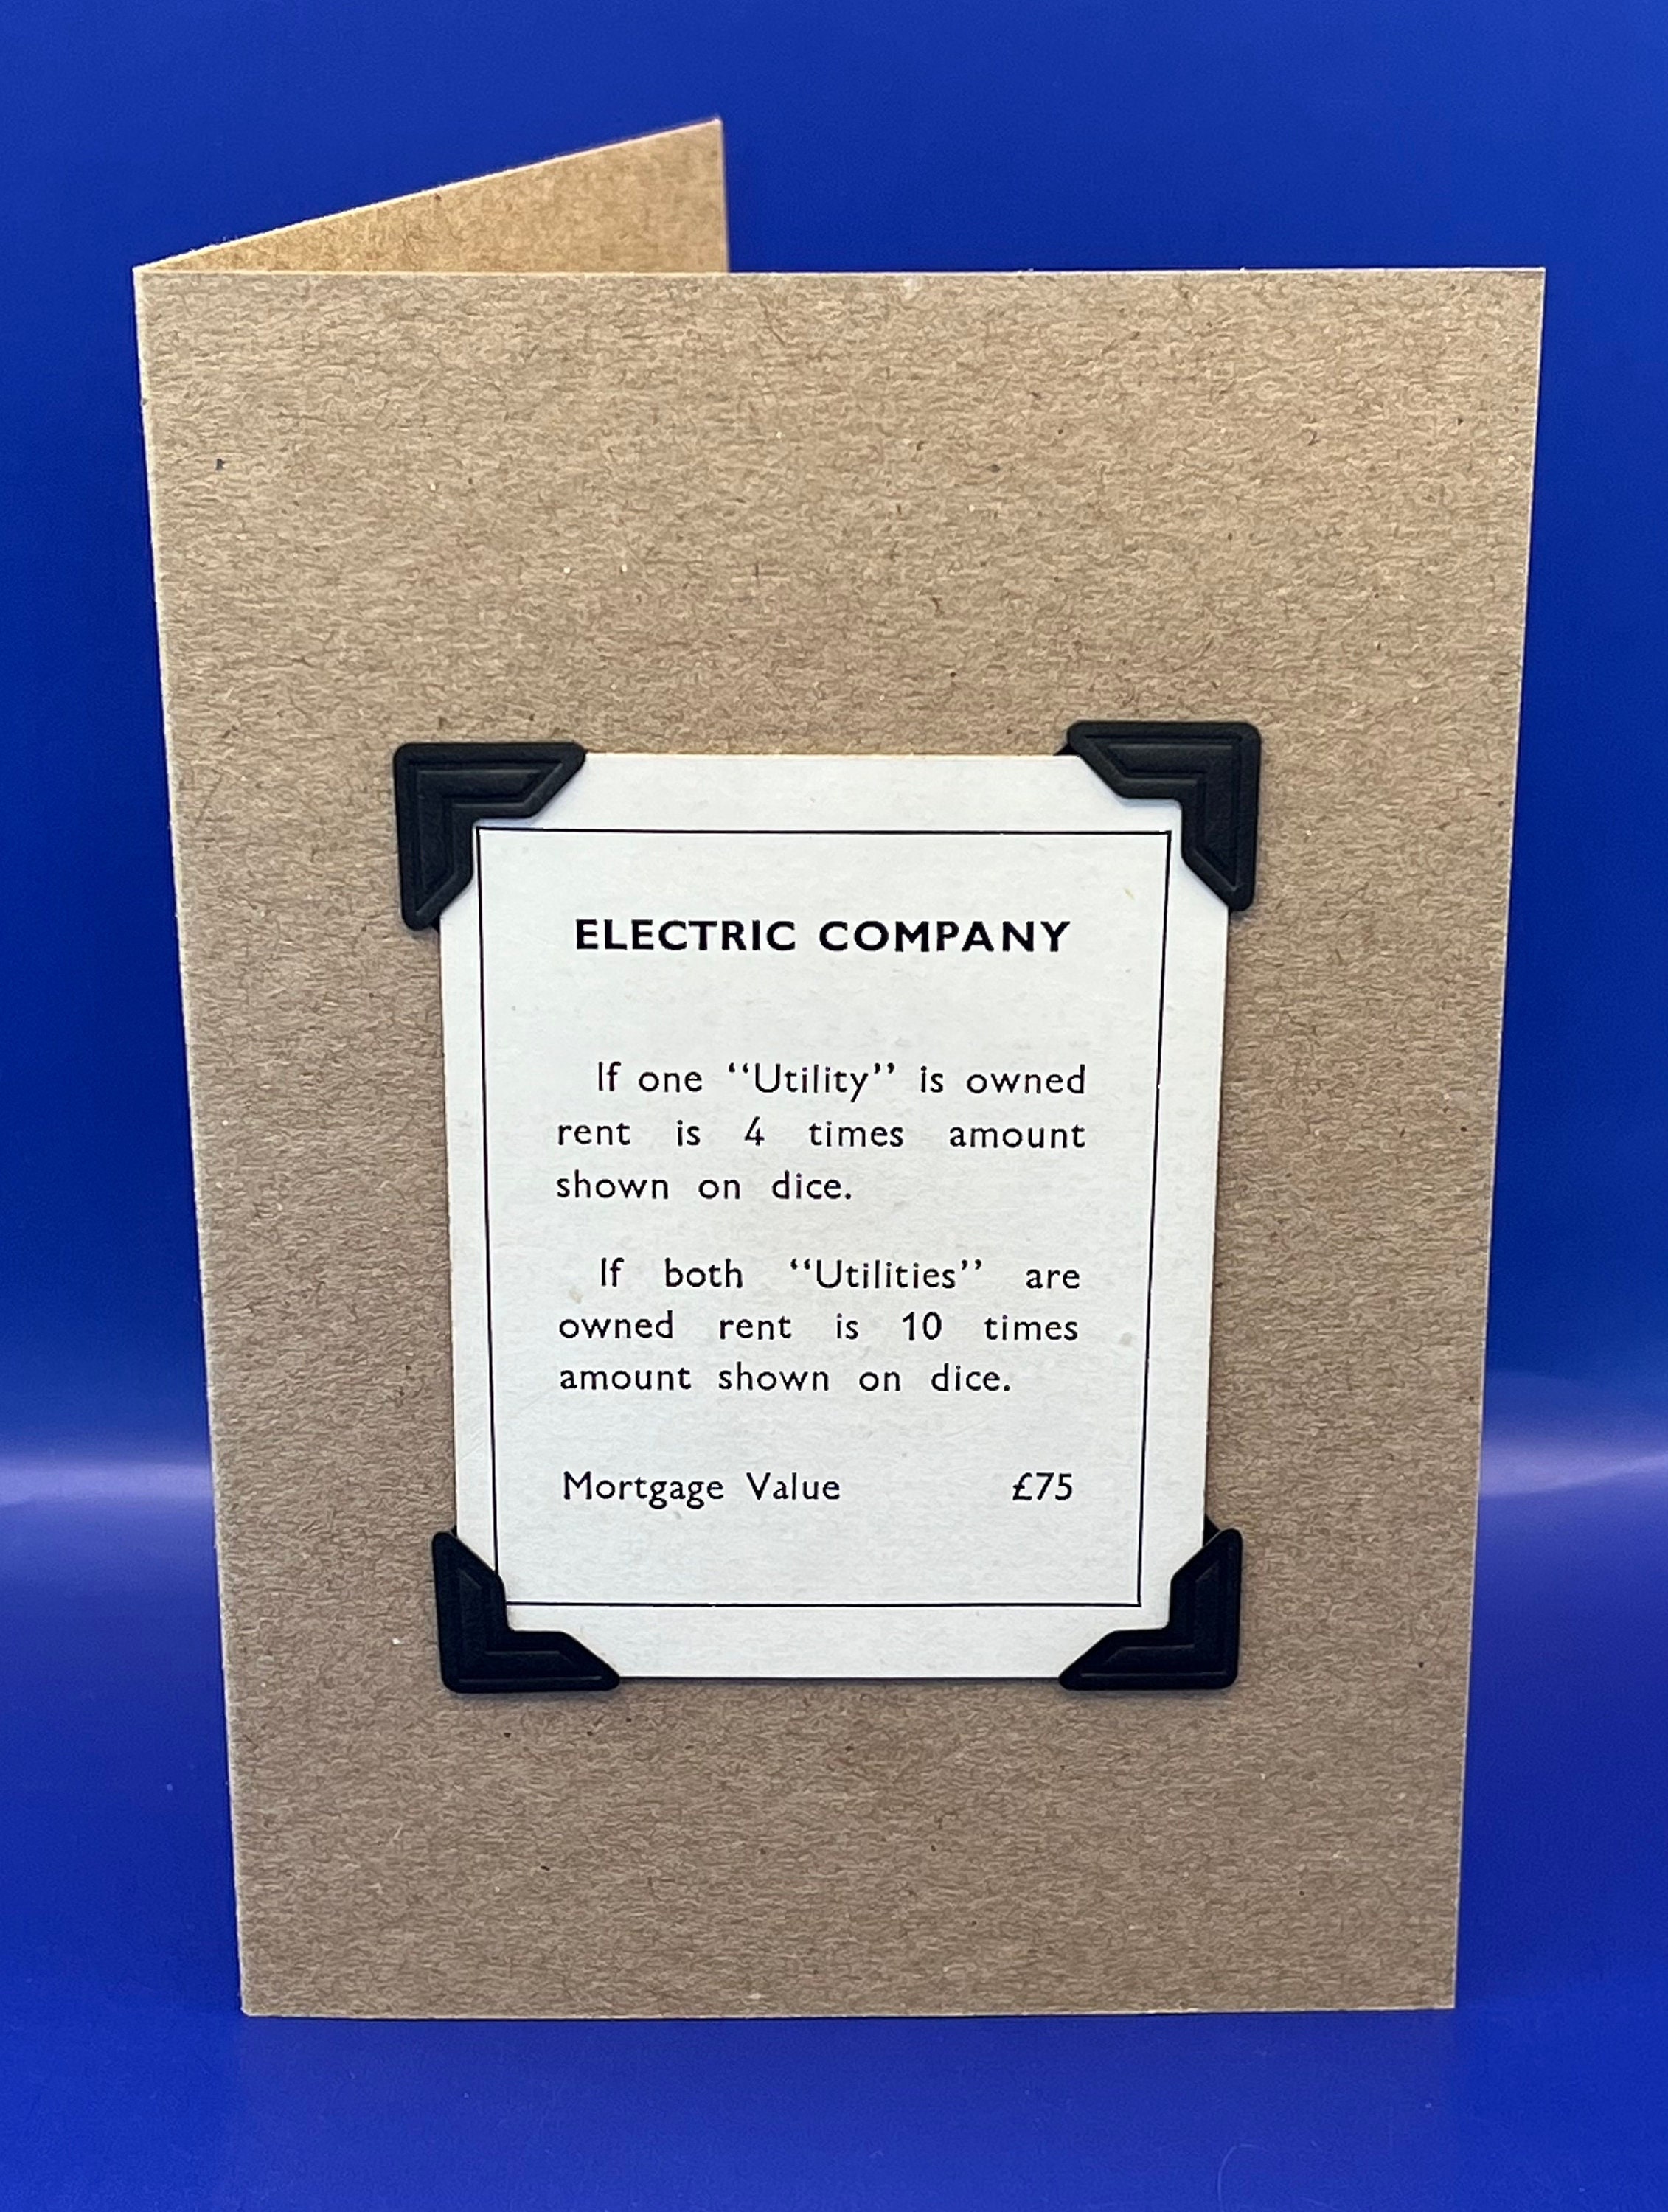 ELECTRIC COMPANY
If one “Utility” is owned
rent is 4 times amount
shown on dice.
If both “Utilities” are
owned rent is 10 times
amount shown on dice.
Mortgage Value £75